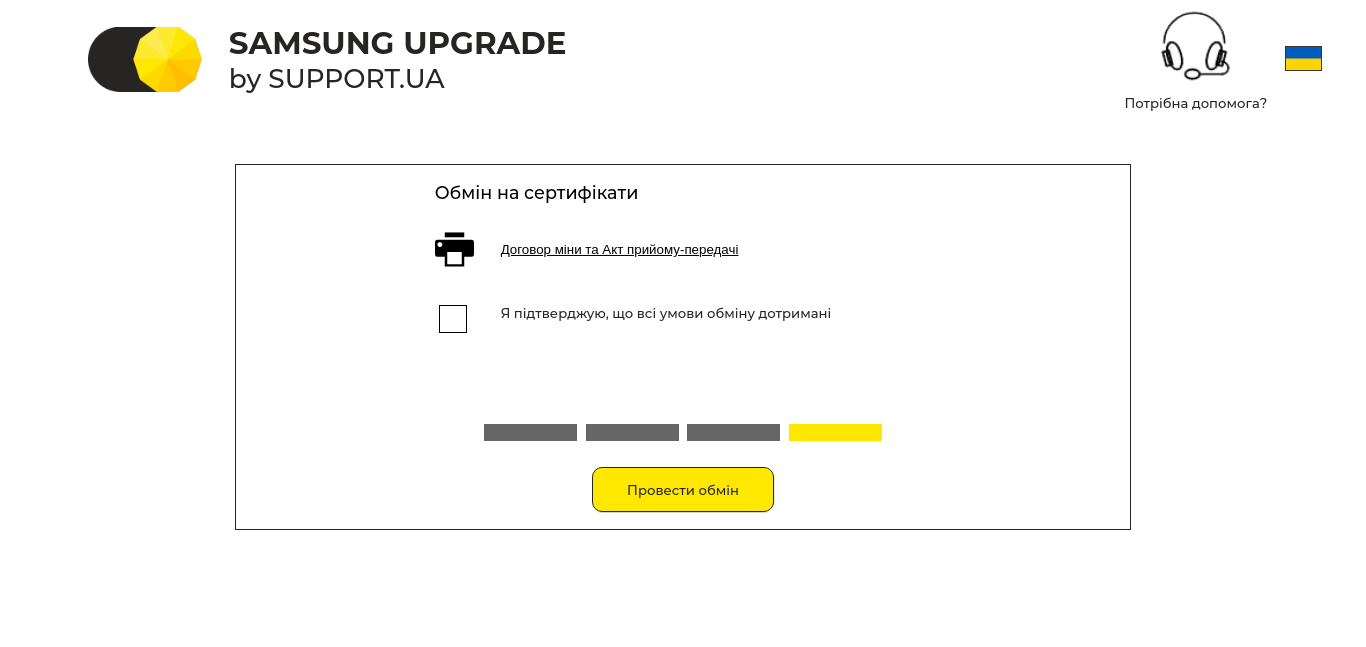 SAMSUNG UPGRADE
by SUPPORT.UA
Потрібна допомога?
Обмін на сертифікати
Договор міни та Акт прийому-передачі
Я підтверджую, що всі умови обміну дотримані
Провести обмін